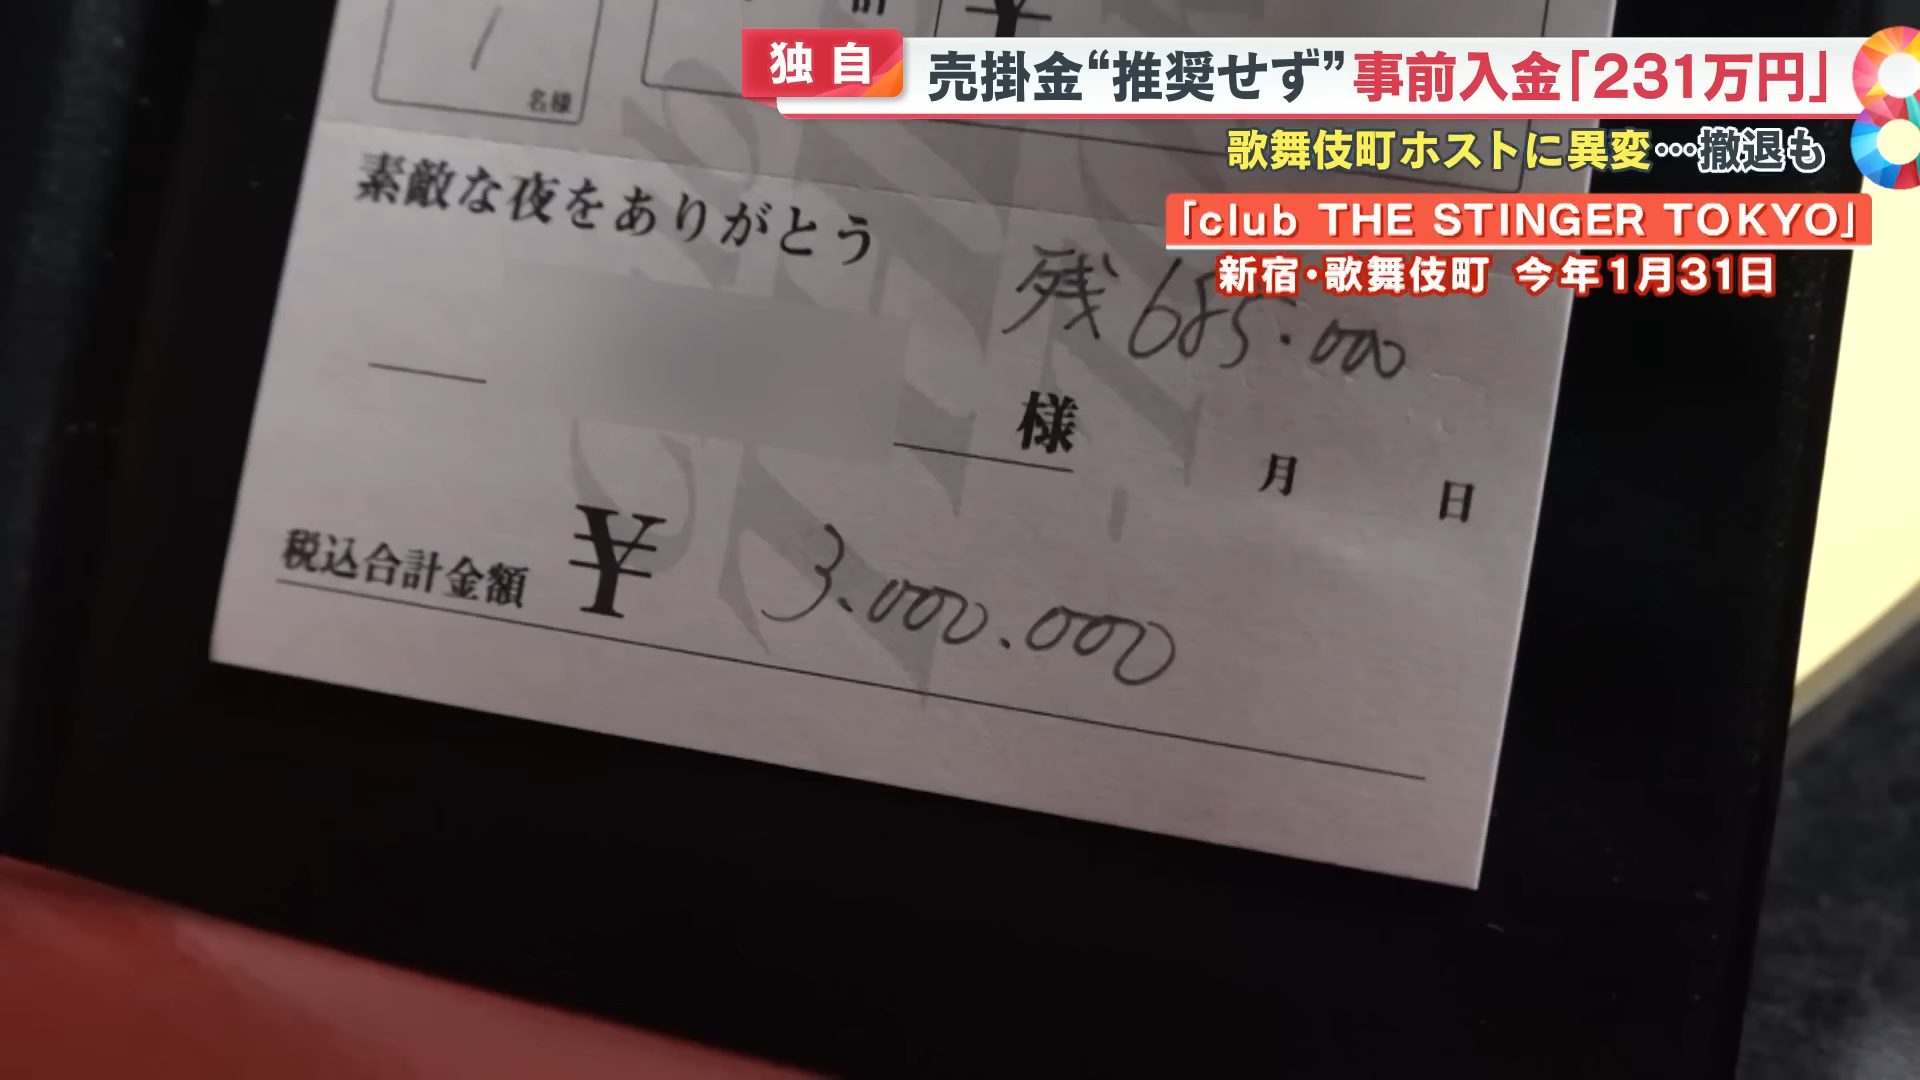 独自
売掛金“推奨せず”事前入金「231万円」
歌舞伎町ホストに異変…撤退も
「club THE STINGER TOKYO」
新宿・歌舞伎町 今年1月31日
1
名様
¥
素敵な夜をありがとう
残 685.000
様
月 日
税込合計金額 ¥ 3.000.000